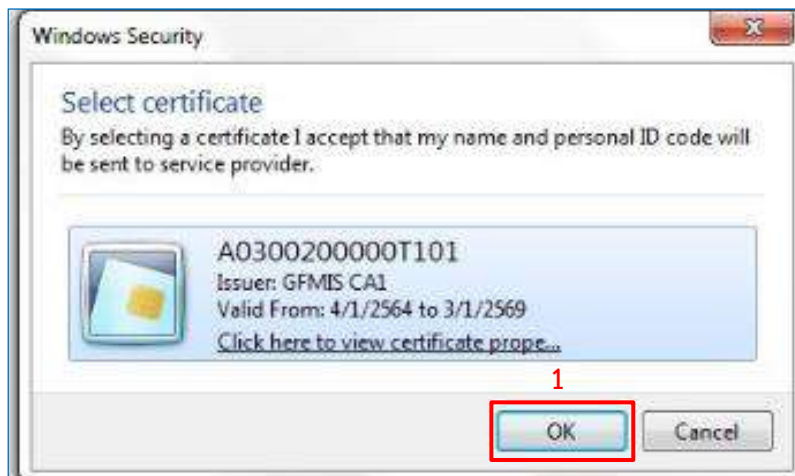 Windows Security
Select certificate
By selecting a certificate I accept that my name and personal ID code will
be sent to service provider.
A0300200000T101
Issuer: GFMIS CA1
Valid From: 4/1/2564 to 3/1/2569
Click here to view certificate prope...
1
OK
Cancel